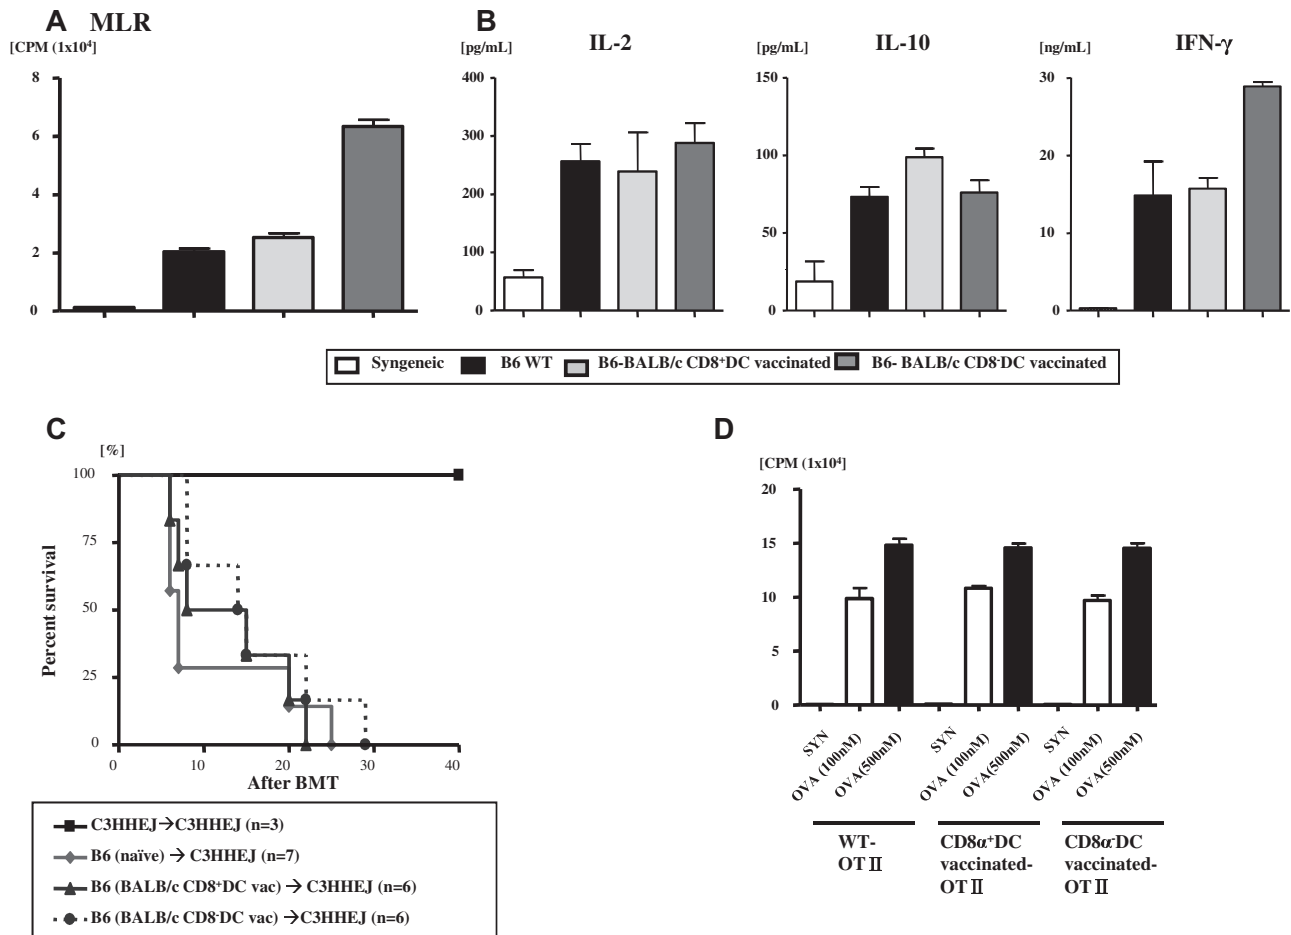 A MLR
[CPM (1x10⁴]
8
6
4
2
0
B
[pg/mL] IL-2
400
300
200
100
0
[pg/mL] IL-10
150
100
50
0
[ng/mL] IFN-γ
30
20
10
0
Syngeneic B6 WT B6-BALB/c CD8⁺DC vaccinated B6- BALB/c CD8⁻DC vaccinated
C
[%]
100
75
50
25
0
Percent survival
0 10 20 30 40
After BMT
C3HHEJ→C3HHEJ (n=3)
B6 (naïve) → C3HHEJ (n=7)
B6 (BALB/c CD8⁺DC vac) → C3HHEJ (n=6)
B6 (BALB/c CD8⁻DC vac) →C3HHEJ (n=6)
D
[CPM (1x10⁴]
20
15
10
5
0
SYN OVA (100nM) OVA(500nM) SYN OVA (100nM) OVA(500nM) SYN OVA (100nM) OVA(500nM)
WT-
OT II
CD8α⁺DC
vaccinated-
OT II
CD8α⁻DC
vaccinated-
OT II